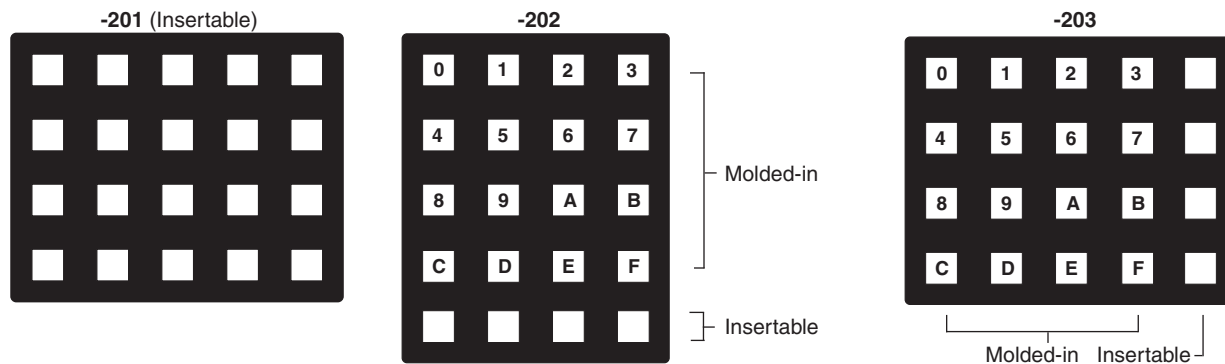 -201 (Insertable)
-202
0 1 2 3
4 5 6 7
8 9 A B
C D E F
Molded-in
Insertable
-203
0 1 2 3
4 5 6 7
8 9 A B
C D E F
Molded-in Insertable